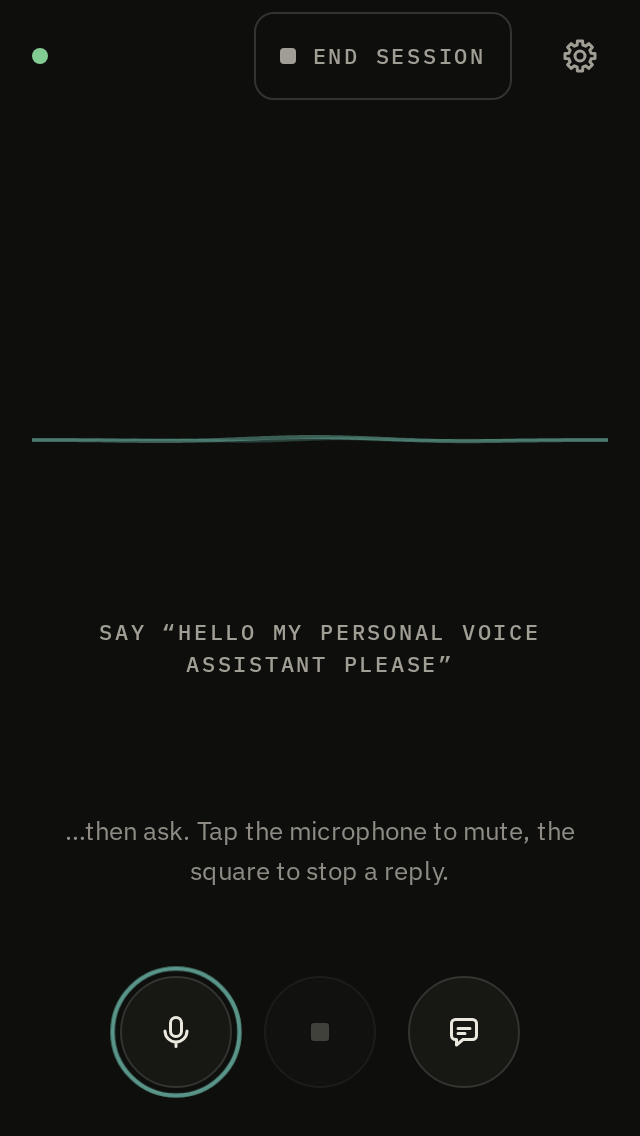 END SESSION
SAY “HELLO MY PERSONAL VOICE
ASSISTANT PLEASE”
…then ask. Tap the microphone to mute, the
square to stop a reply.